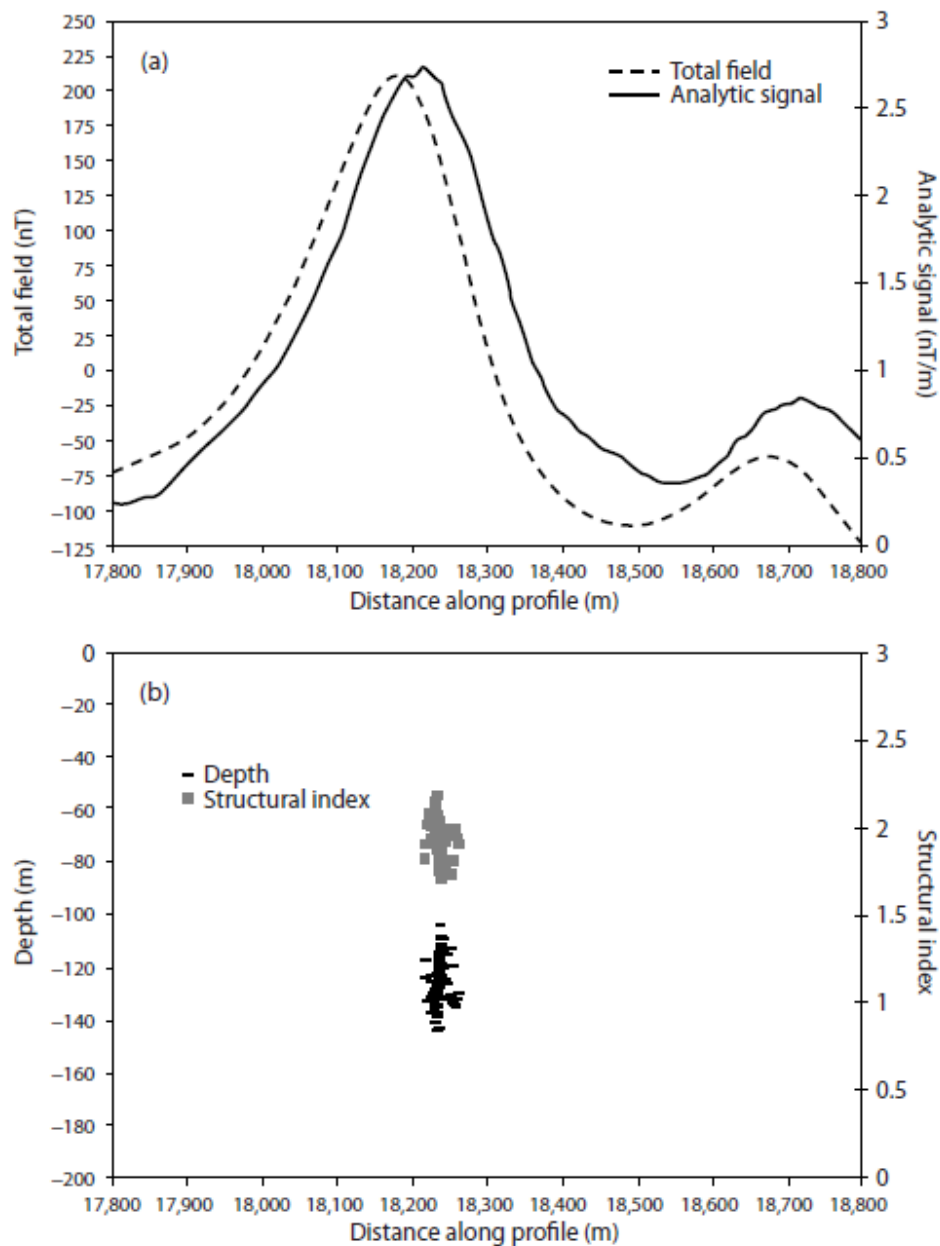 (a)
Total field
Analytic signal
Total field (nT)
250
225
200
175
150
125
100
75
50
25
0
−25
−50
−75
−100
−125
Analytic signal (nT/m)
3
2.5
2
1.5
1
0.5
0
17,800 17,900 18,000 18,100 18,200 18,300 18,400 18,500 18,600 18,700 18,800
Distance along profile (m)
(b)
Depth
Structural index
Depth (m)
0
−20
−40
−60
−80
−100
−120
−140
−160
−180
−200
Structural index
3
2.5
2
1.5
1
0.5
0
17,800 17,900 18,000 18,100 18,200 18,300 18,400 18,500 18,600 18,700 18,800
Distance along profile (m)